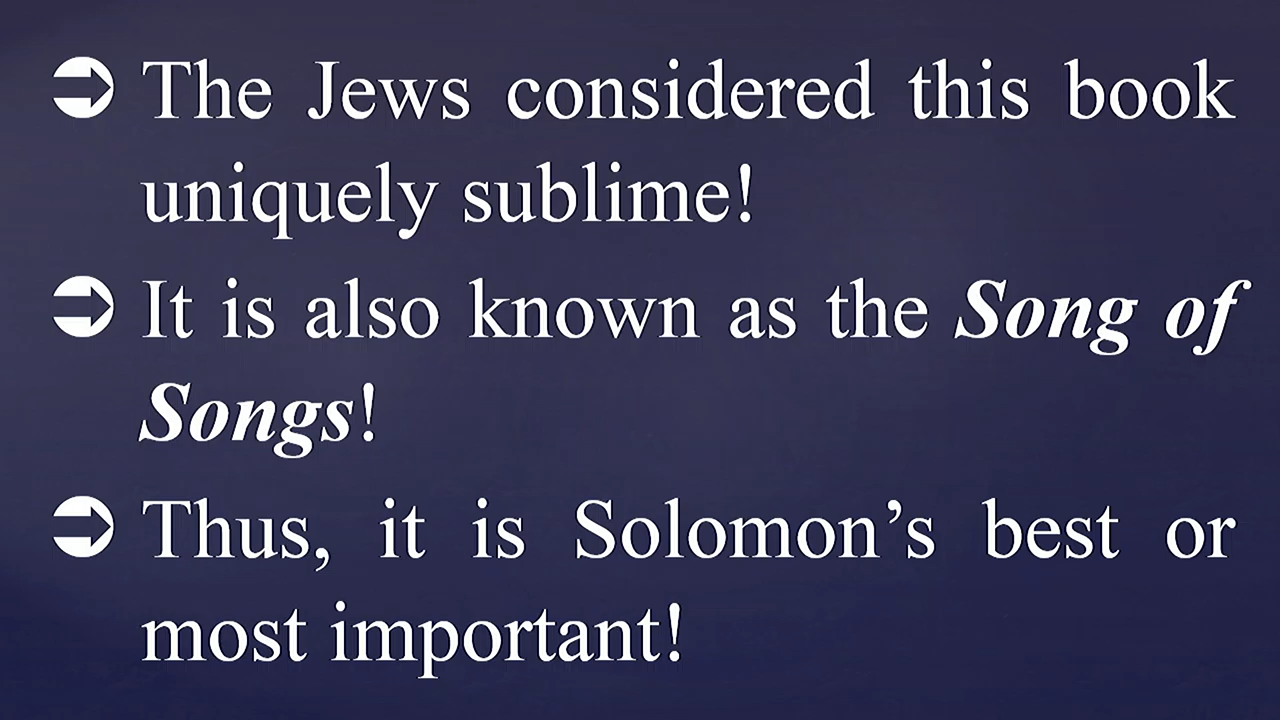 ➲ The Jews considered this book
uniquely sublime!
➲ It is also known as the Song of
Songs!
➲ Thus, it is Solomon’s best or
most important!